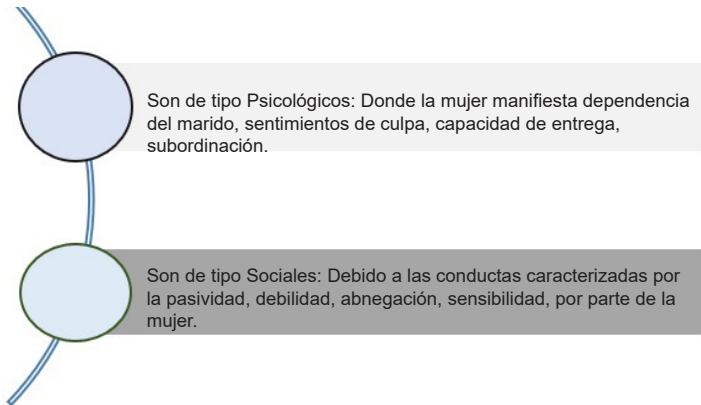 Son de tipo Psicológicos: Donde la mujer manifiesta dependencia
del marido, sentimientos de culpa, capacidad de entrega,
subordinación.
Son de tipo Sociales: Debido a las conductas caracterizadas por
la pasividad, debilidad, abnegación, sensibilidad, por parte de la
mujer.